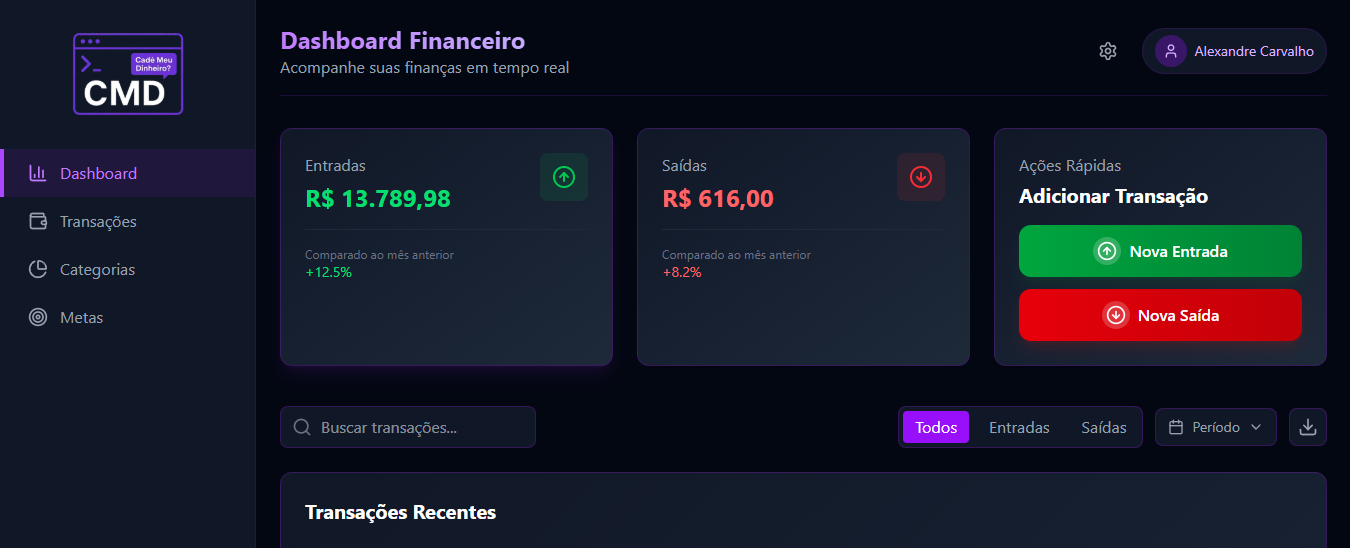 Cadê Meu
Dinheiro?
CMD
Dashboard
Transações
Categorias
Metas
Dashboard Financeiro
Acompanhe suas finanças em tempo real
Alexandre Carvalho
Entradas
R$ 13.789,98
Comparado ao mês anterior
+12.5%
Saídas
R$ 616,00
Comparado ao mês anterior
+8.2%
Ações Rápidas
Adicionar Transação
Nova Entrada
Nova Saída
Buscar transações...
Todos Entradas Saídas
Período
Transações Recentes